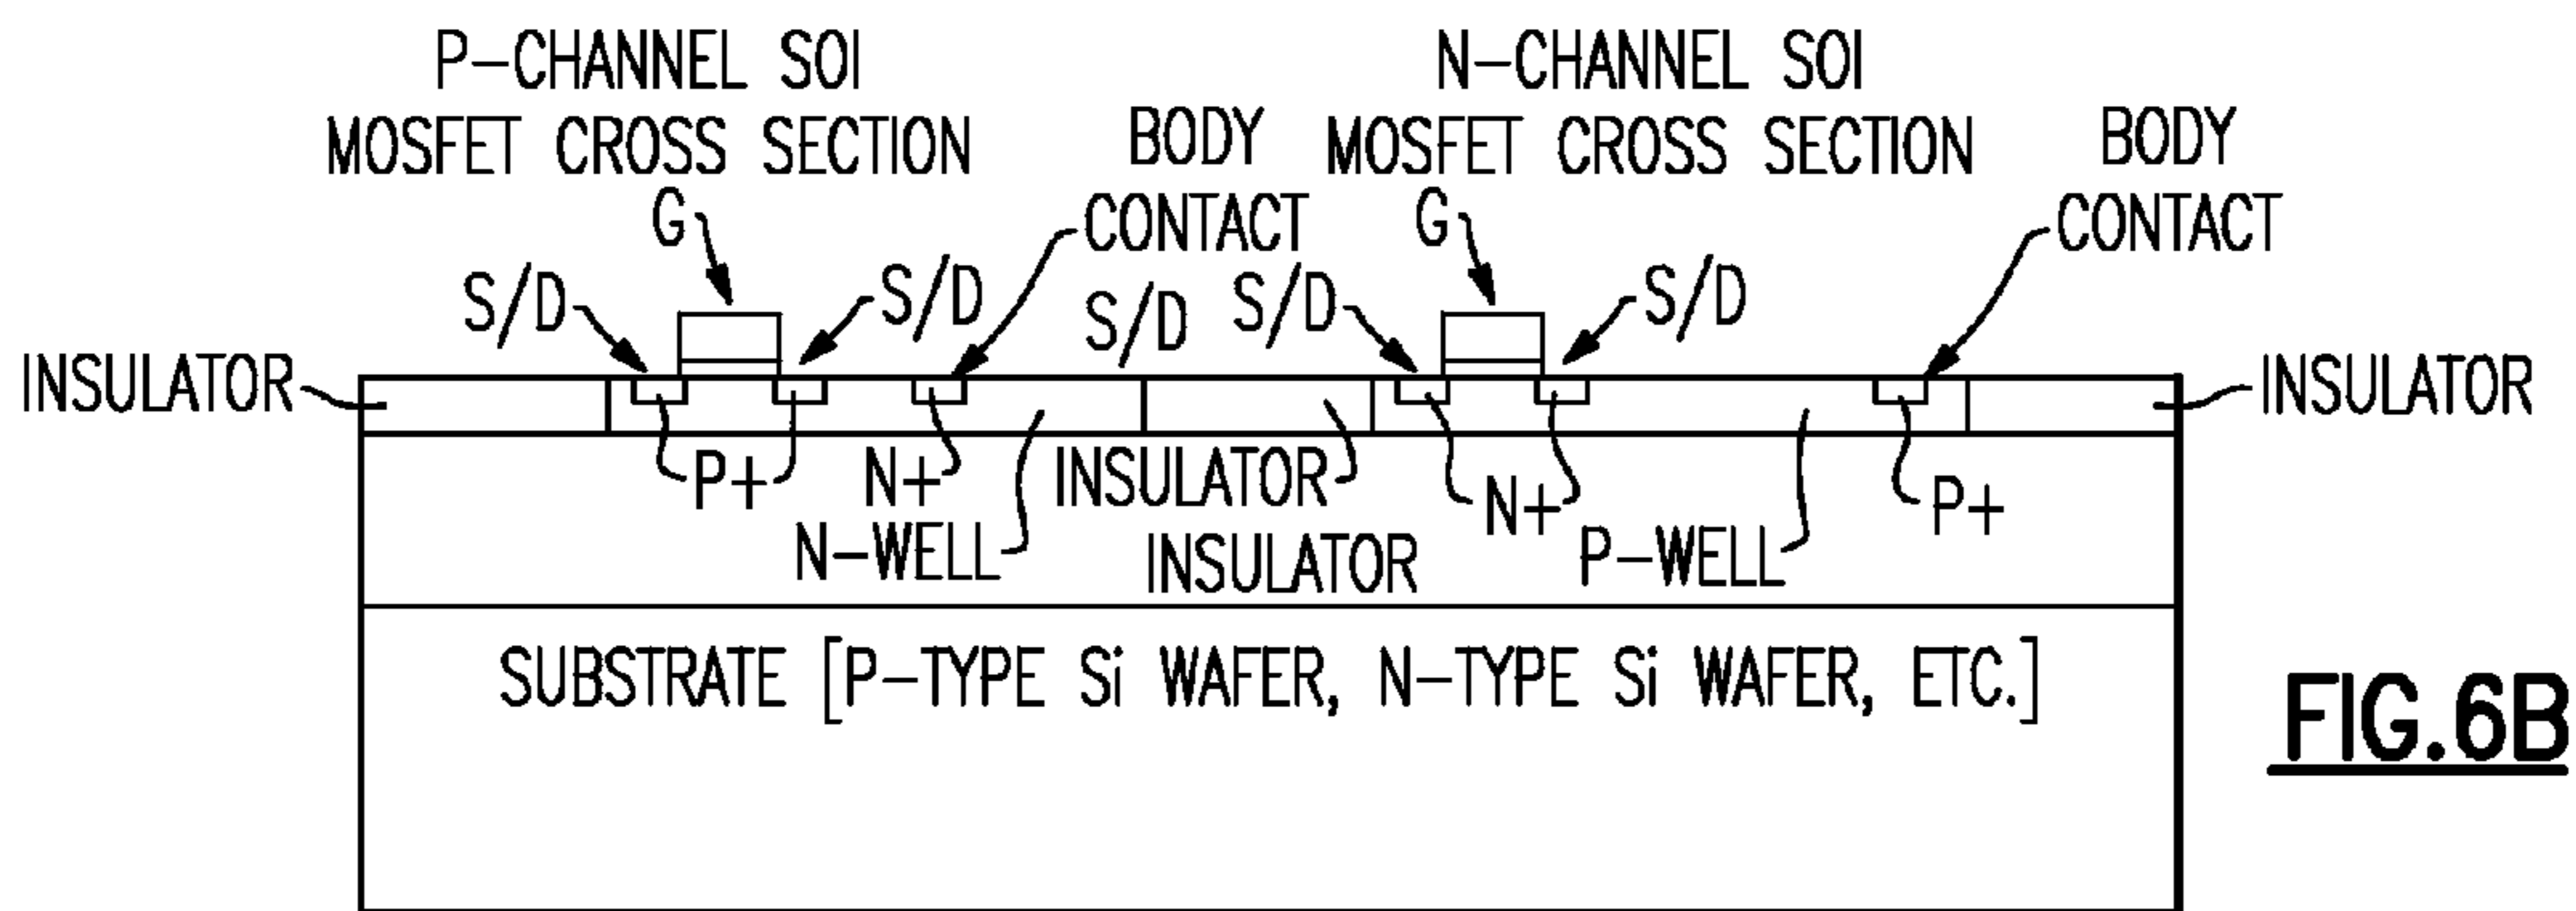 P-CHANNEL SOI
MOSFET CROSS SECTION
N-CHANNEL SOI
MOSFET CROSS SECTION
BODY
CONTACT
BODY
CONTACT
G
G
S/D
S/D
S/D
S/D
S/D
INSULATOR
INSULATOR
P+
N+
INSULATOR
N+
P+
N-WELL
INSULATOR
P-WELL
SUBSTRATE [P-TYPE Si WAFER, N-TYPE Si WAFER, ETC.]
FIG.6B